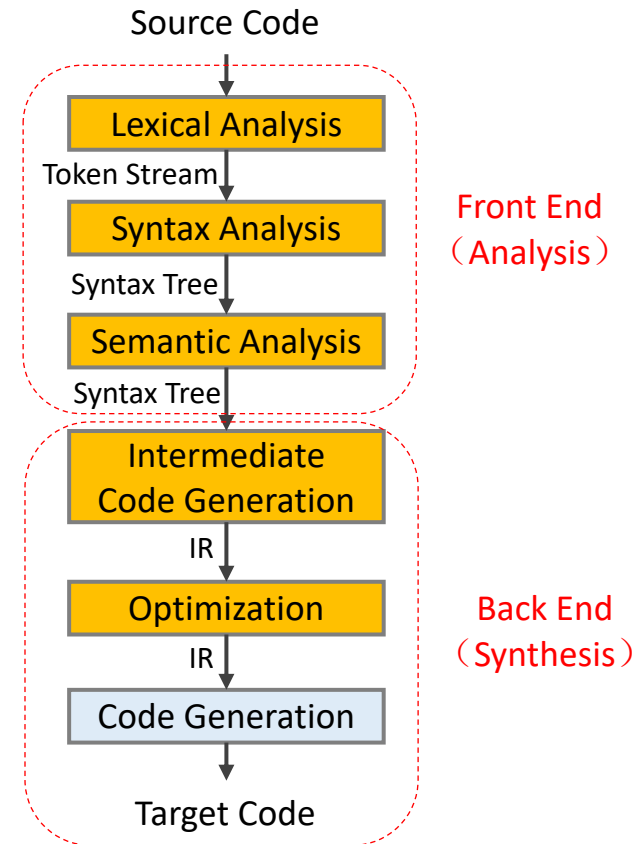 Source Code
Lexical Analysis
Token Stream
Syntax Analysis
Syntax Tree
Semantic Analysis
Syntax Tree
Front End
（Analysis）
Intermediate
Code Generation
IR
Optimization
IR
Code Generation
Target Code
Back End
（Synthesis）